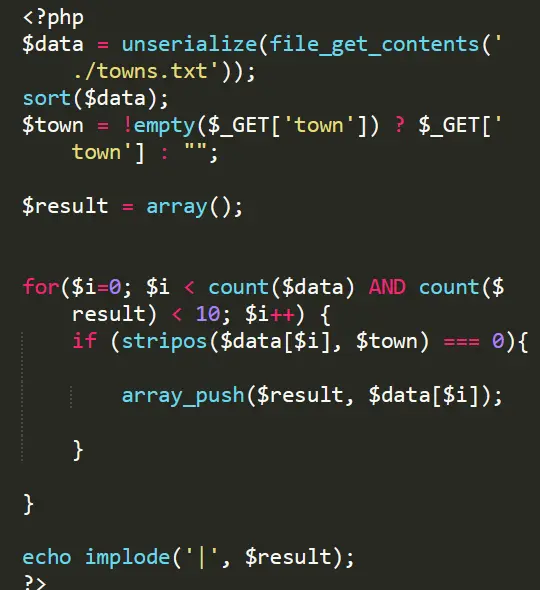 <?php
$data = unserialize(file_get_contents('
./towns.txt'));
sort($data);
$town = !empty($_GET['town']) ? $_GET['
town'] : "";
$result = array();
for($i=0; $i < count($data) AND count($
result) < 10; $i++) {
if (stripos($data[$i], $town) === 0){
array_push($result, $data[$i]);
}
}
echo implode('|', $result);
?>